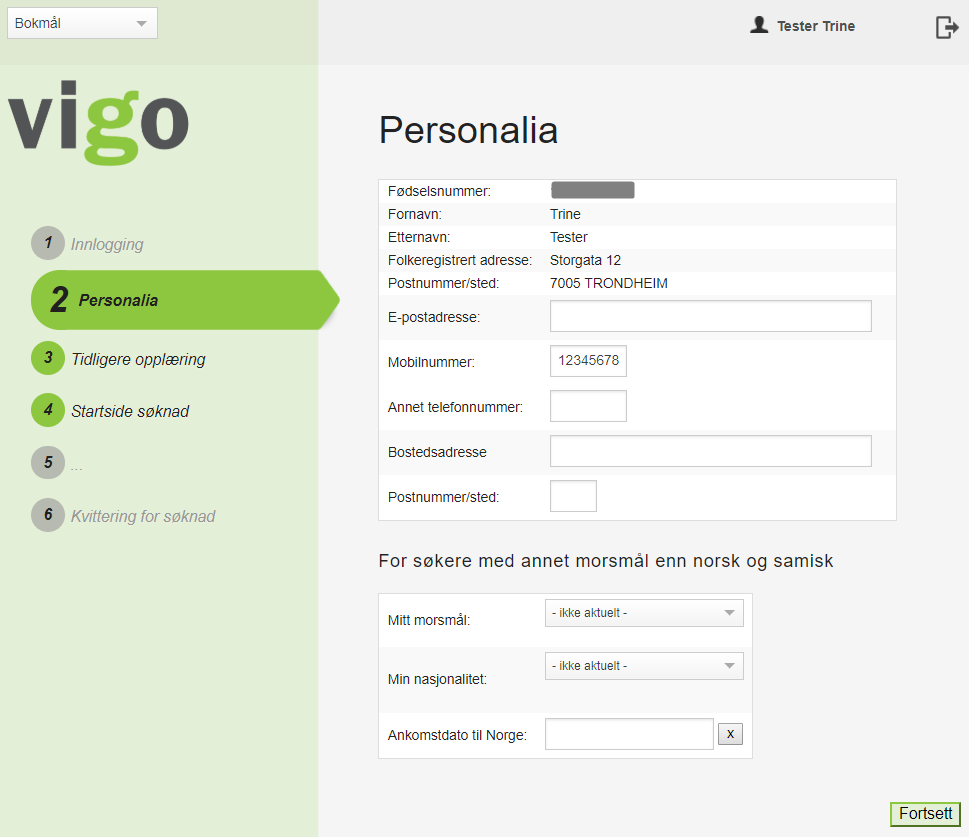 Bokmål
Tester Trine
vigo
1 Innlogging
2 Personalia
3 Tidligere opplæring
4 Startside søknad
5 ...
6 Kvittering for søknad
Personalia
Fødselsnummer:
Fornavn: Trine
Etternavn: Tester
Folkeregistrert adresse: Storgata 12
Postnummer/sted: 7005 TRONDHEIM
E-postadresse:
Mobilnummer: 12345678
Annet telefonnummer:
Bostedsadresse
Postnummer/sted:
For søkere med annet morsmål enn norsk og samisk
Mitt morsmål: - ikke aktuelt -
Min nasjonalitet: - ikke aktuelt -
Ankomstdato til Norge: x
Fortsett